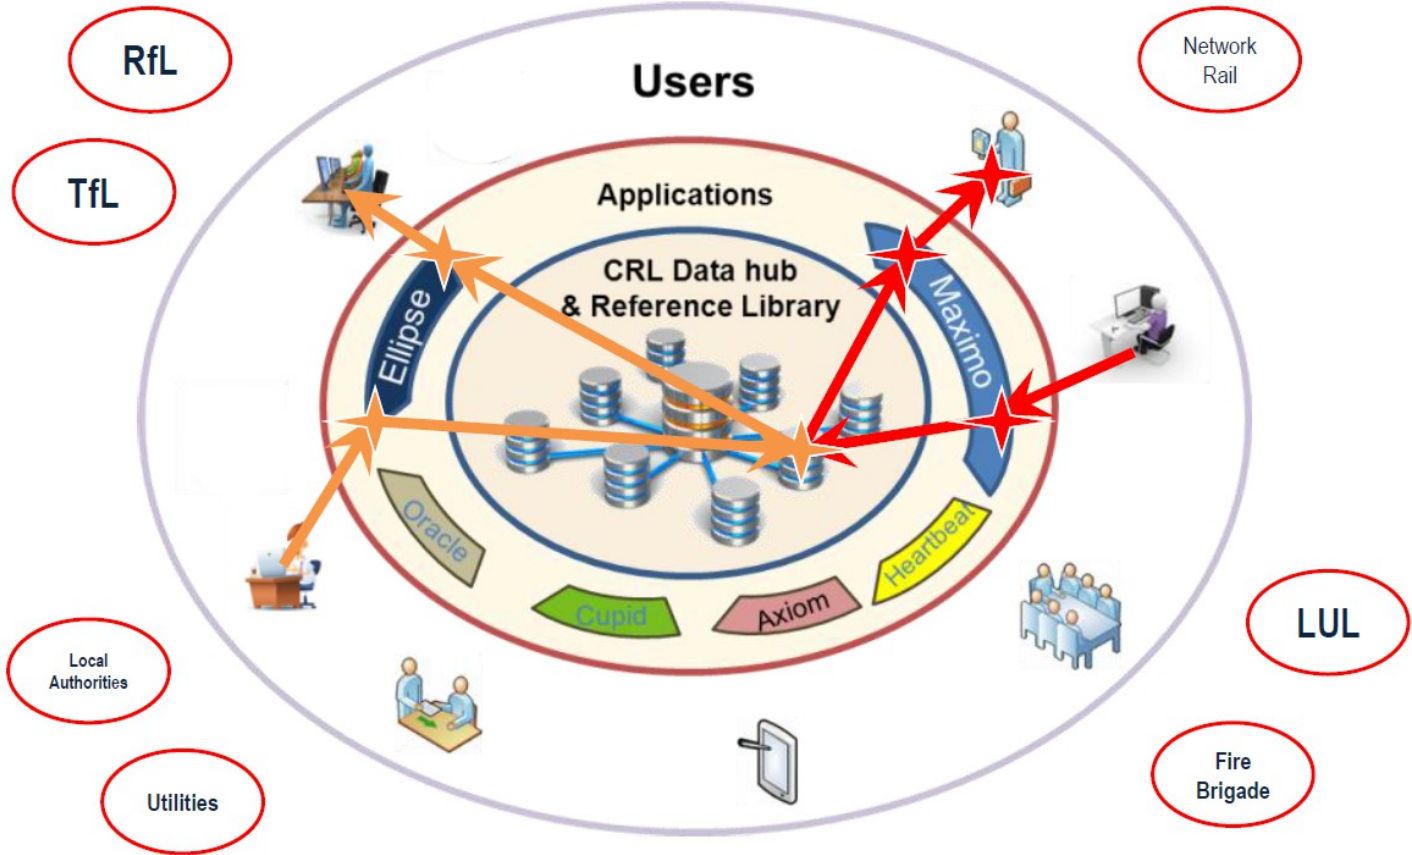 RfL
Network
Rail
Users
TfL
Applications
CRL Data hub
& Reference Library
Ellipse
Maximo
Oracle
Heartbeat
Cupid
Axiom
LUL
Local
Authorities
Utilities
Fire
Brigade